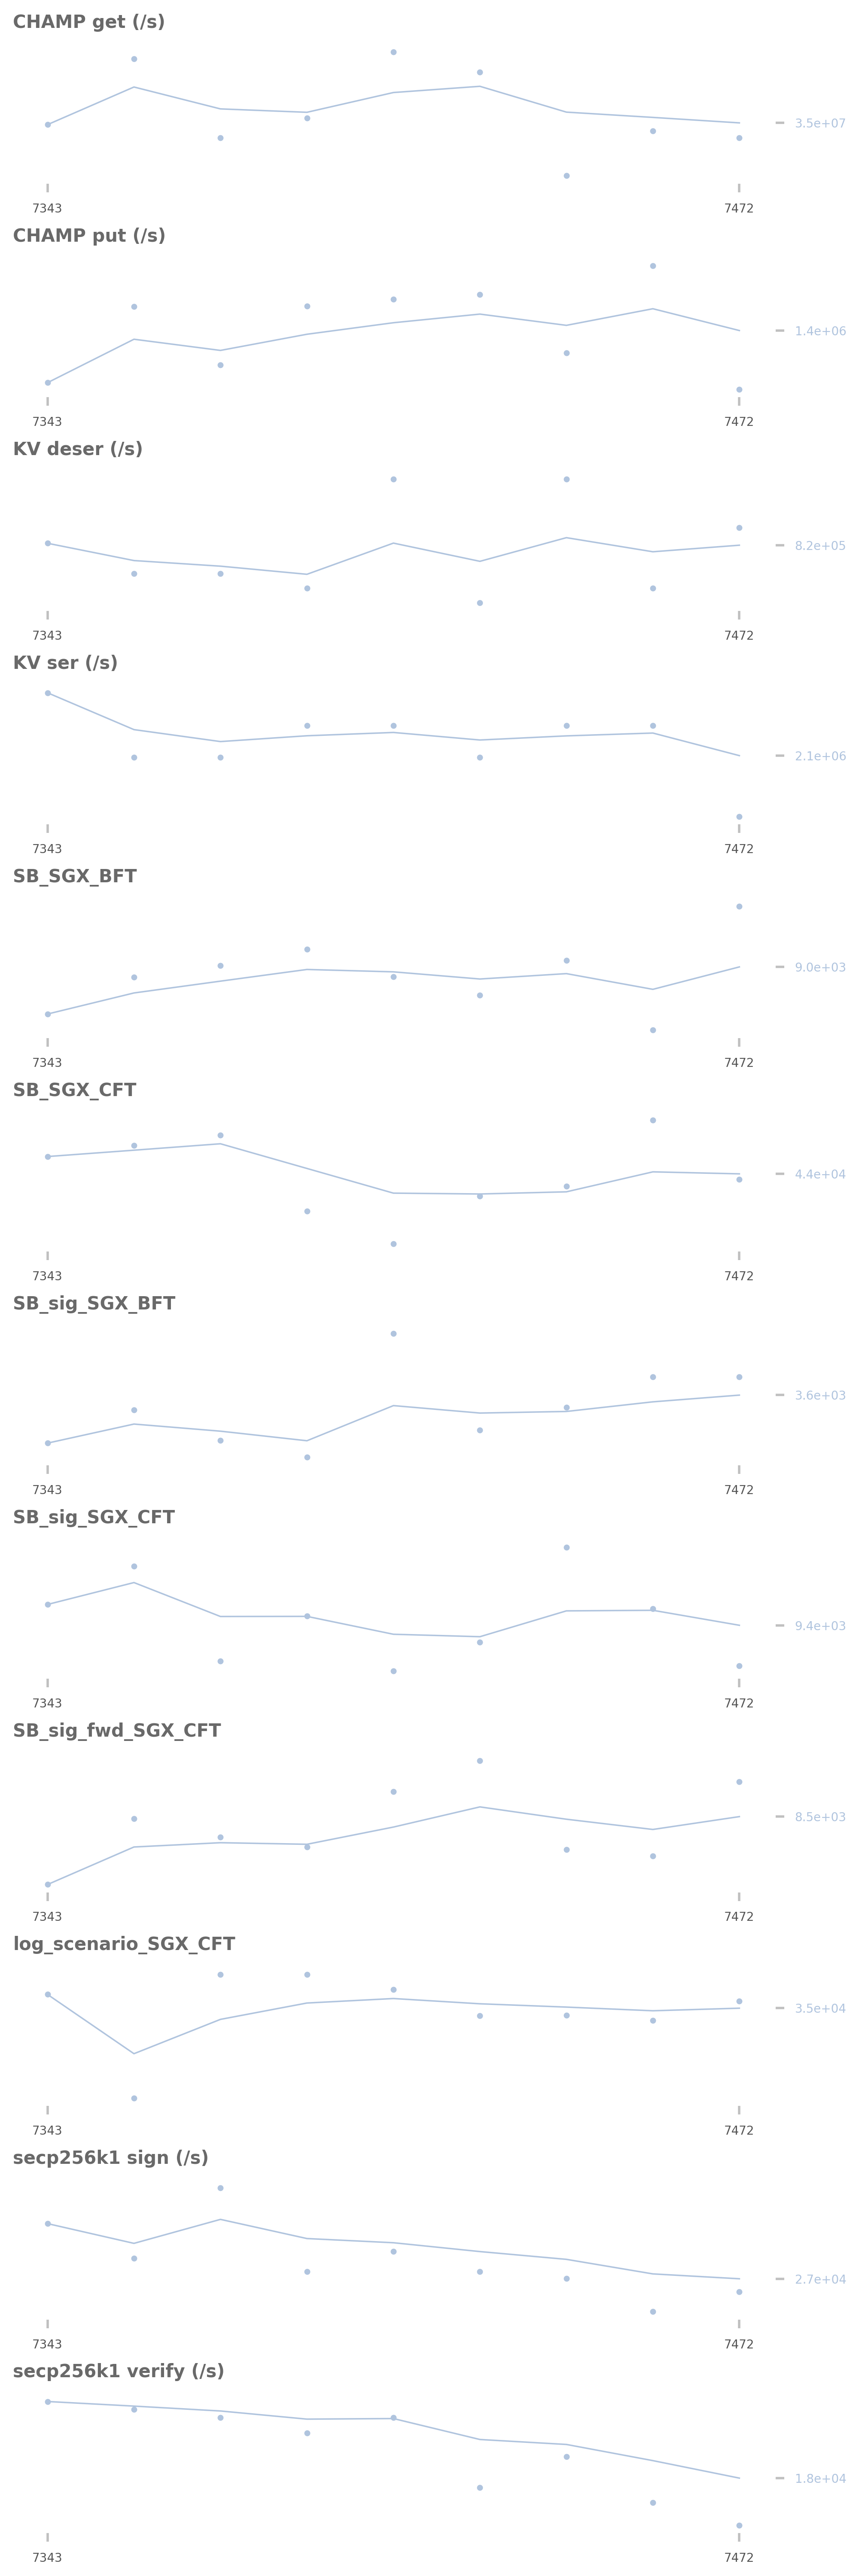 CHAMP get (/s)
3.5e+07
7343 7472
CHAMP put (/s)
1.4e+06
7343 7472
KV deser (/s)
8.2e+05
7343 7472
KV ser (/s)
2.1e+06
7343 7472
SB_SGX_BFT
9.0e+03
7343 7472
SB_SGX_CFT
4.4e+04
7343 7472
SB_sig_SGX_BFT
3.6e+03
7343 7472
SB_sig_SGX_CFT
9.4e+03
7343 7472
SB_sig_fwd_SGX_CFT
8.5e+03
7343 7472
log_scenario_SGX_CFT
3.5e+04
7343 7472
secp256k1 sign (/s)
2.7e+04
7343 7472
secp256k1 verify (/s)
1.8e+04
7343 7472